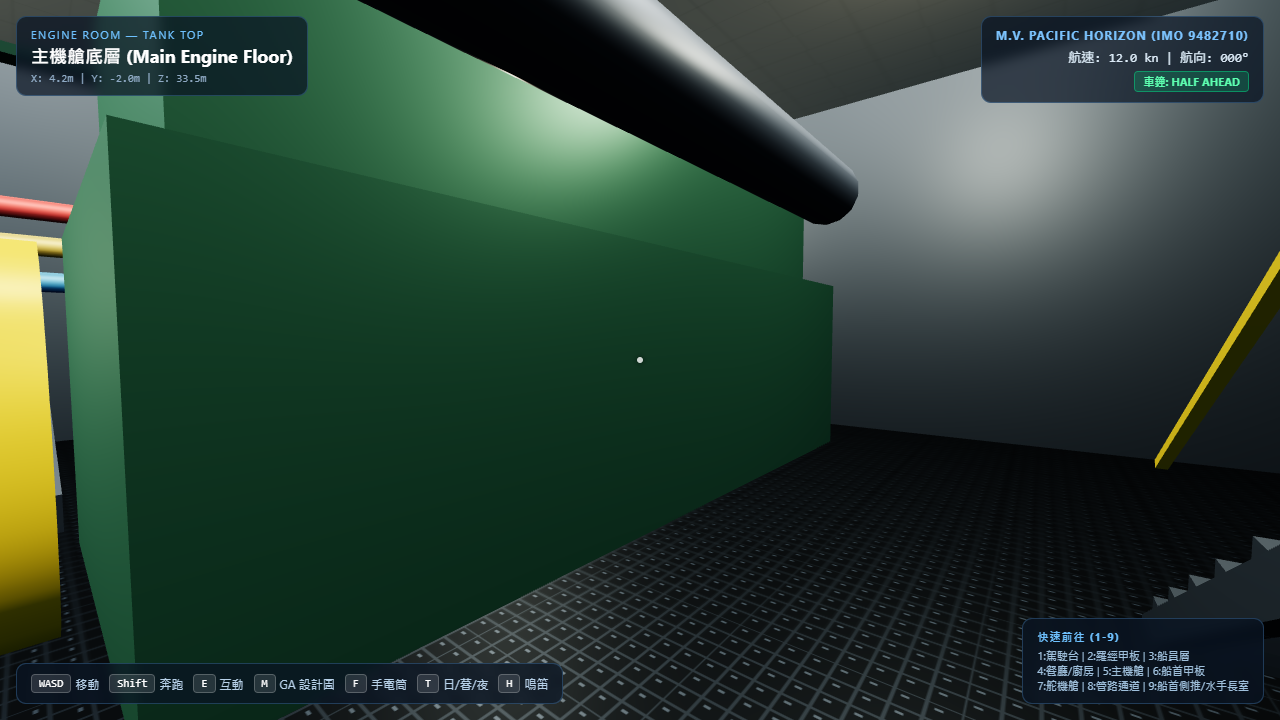 ENGINE ROOM — TANK TOP
主機艙底層 (Main Engine Floor)
X: 4.2m | Y: -2.0m | Z: 33.5m
M.V. PACIFIC HORIZON (IMO 9482710)
航速: 12.0 kn | 航向: 000°
車鐘: HALF AHEAD
WASD 移動 Shift 奔跑 E 互動 M GA 設計圖 F 手電筒 T 日/暮/夜 H 鳴笛
快速前往 (1-9)
1:駕駛台 | 2:羅經甲板 | 3:船員層
4:餐廳/廚房 | 5:主機艙 | 6:船首甲板
7:舵機艙 | 8:管路通道 | 9:船首側推/水手長室